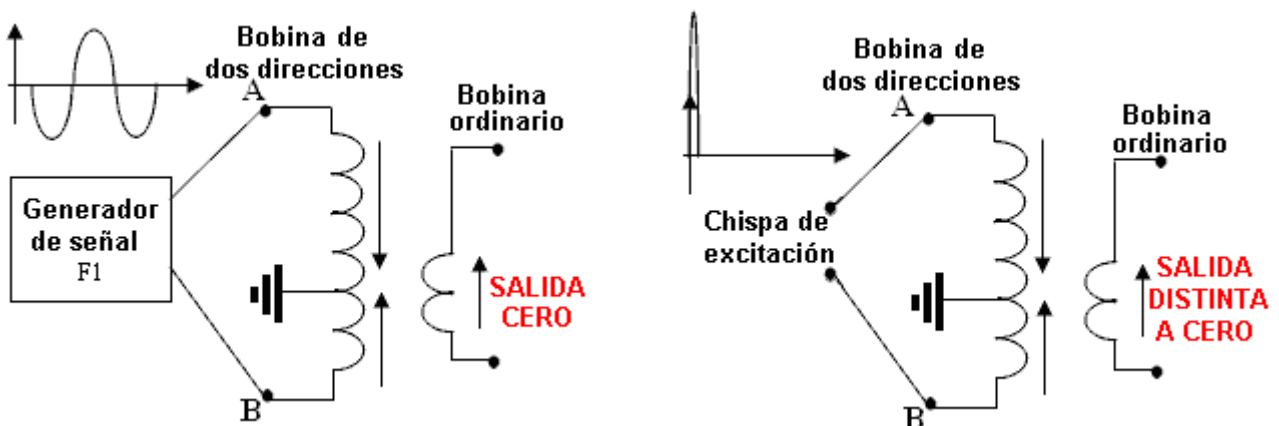 Bobina de
dos direcciones
A
Bobina
ordinario
Generador
de señal
F1
SALIDA
CERO
B
Bobina de
dos direcciones
A
Bobina
ordinario
Chispa de
excitación
SALIDA
DISTINTA
A CERO
B